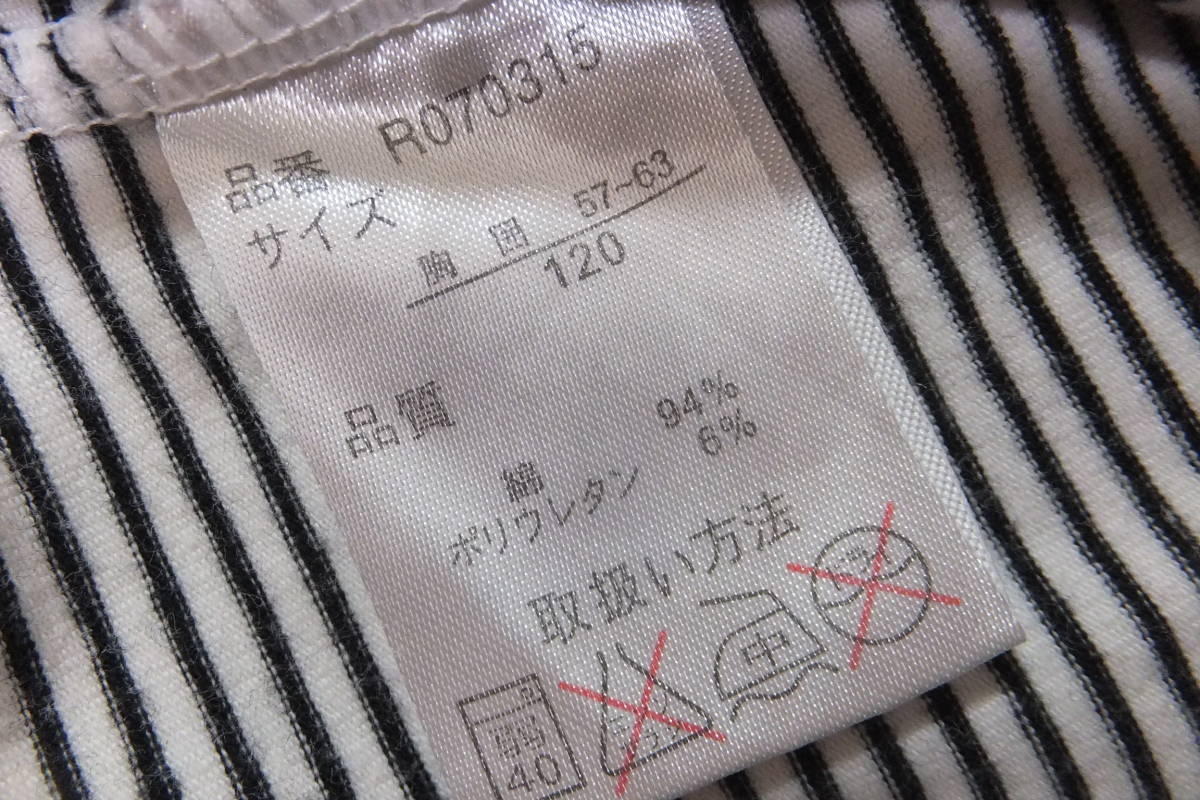 品番 R070315
サイズ
胸囲 57~63
120
品質
綿 94%
ポリウレタン 6%
取扱い方法
中
弱
40